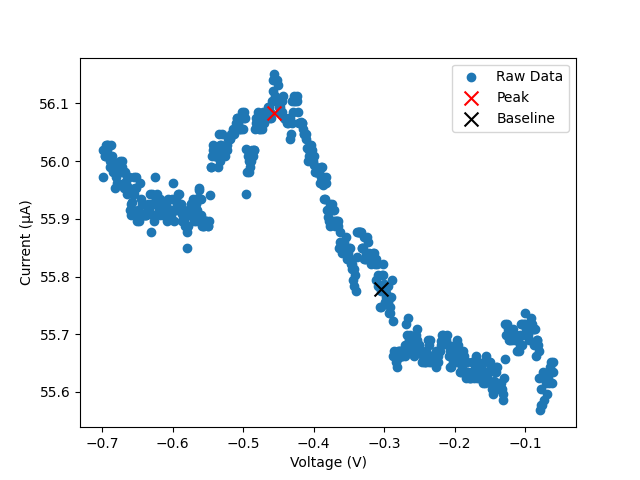 Raw Data
Peak
Baseline
56.1
56.0
55.9
55.8
55.7
55.6
Current (µA)
−0.7 −0.6 −0.5 −0.4 −0.3 −0.2 −0.1
Voltage (V)